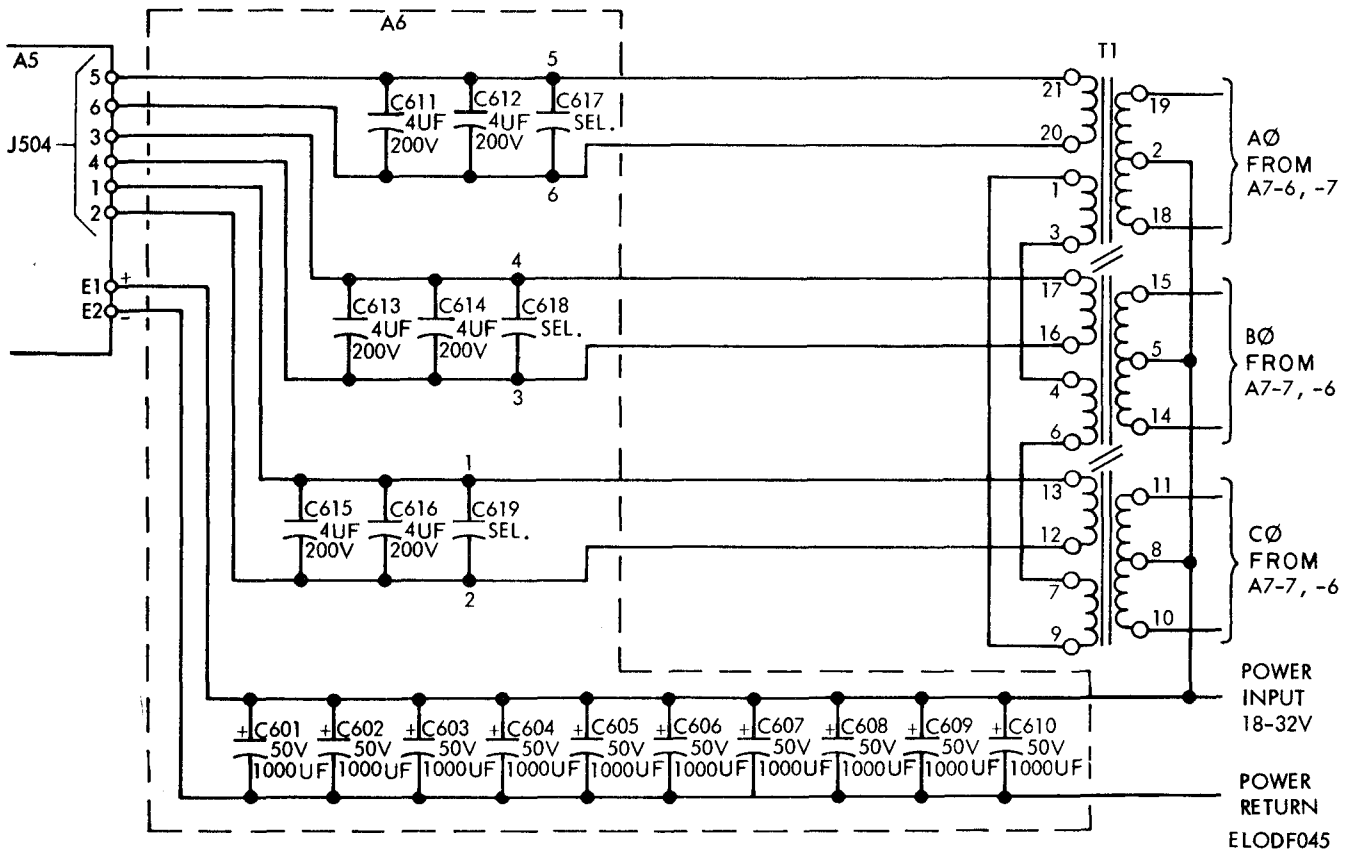 A6
A5
T1
J504
5
6
3
4
1
2
E1 +
E2 -
5
C611
4UF
200V
C612
4UF
200V
C617
SEL.
6
4
C613
4UF
200V
C614
4UF
200V
C618
SEL.
3
1
C615
4UF
200V
C616
4UF
200V
C619
SEL.
2
21
20
1
3
17
16
4
6
13
12
7
9
19
2
18
15
5
14
11
8
10
AØ
FROM
A7-6, -7
BØ
FROM
A7-7, -6
CØ
FROM
A7-7, -6
+ C601
50V
1000UF
+ C602
50V
1000UF
+ C603
50V
1000UF
+ C604
50V
1000UF
+ C605
50V
1000UF
+ C606
50V
1000UF
+ C607
50V
1000UF
+ C608
50V
1000UF
+ C609
50V
1000UF
+ C610
50V
1000UF
POWER
INPUT
18-32V
POWER
RETURN
ELODF045